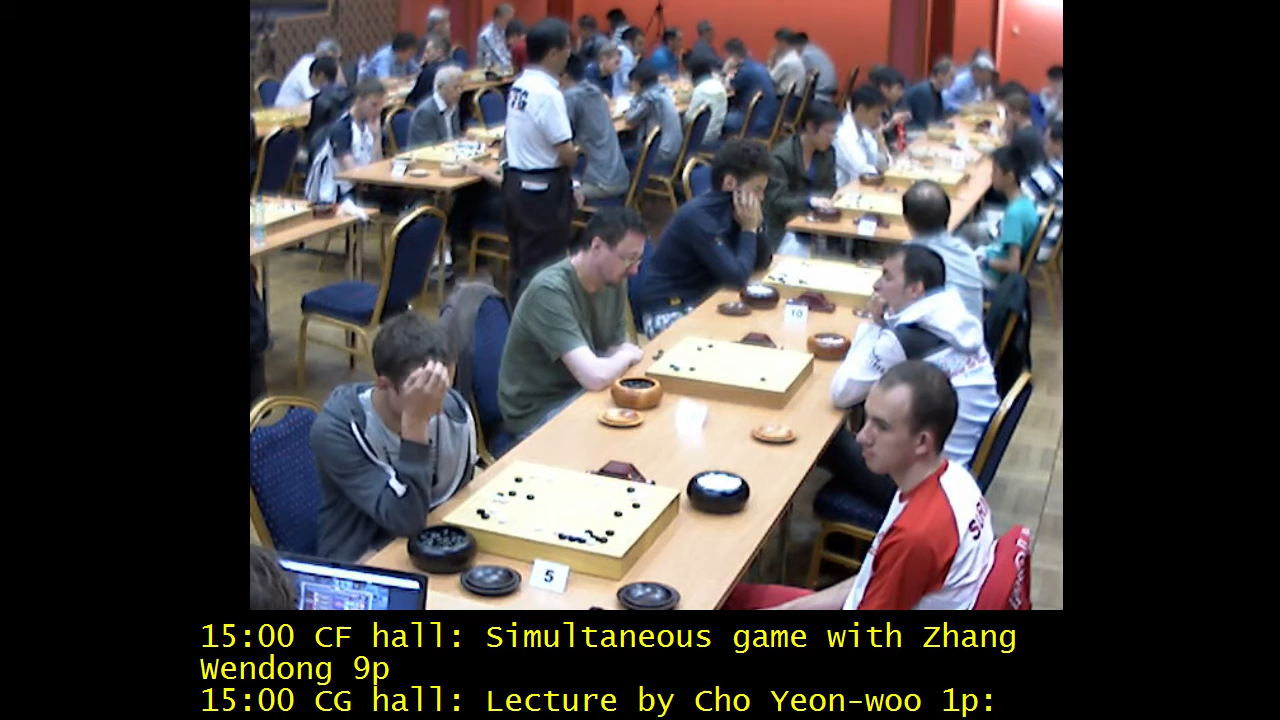 10
5
15:00 CF hall: Simultaneous game with Zhang
Wendong 9p
15:00 CG hall: Lecture by Cho Yeon-woo 1p: